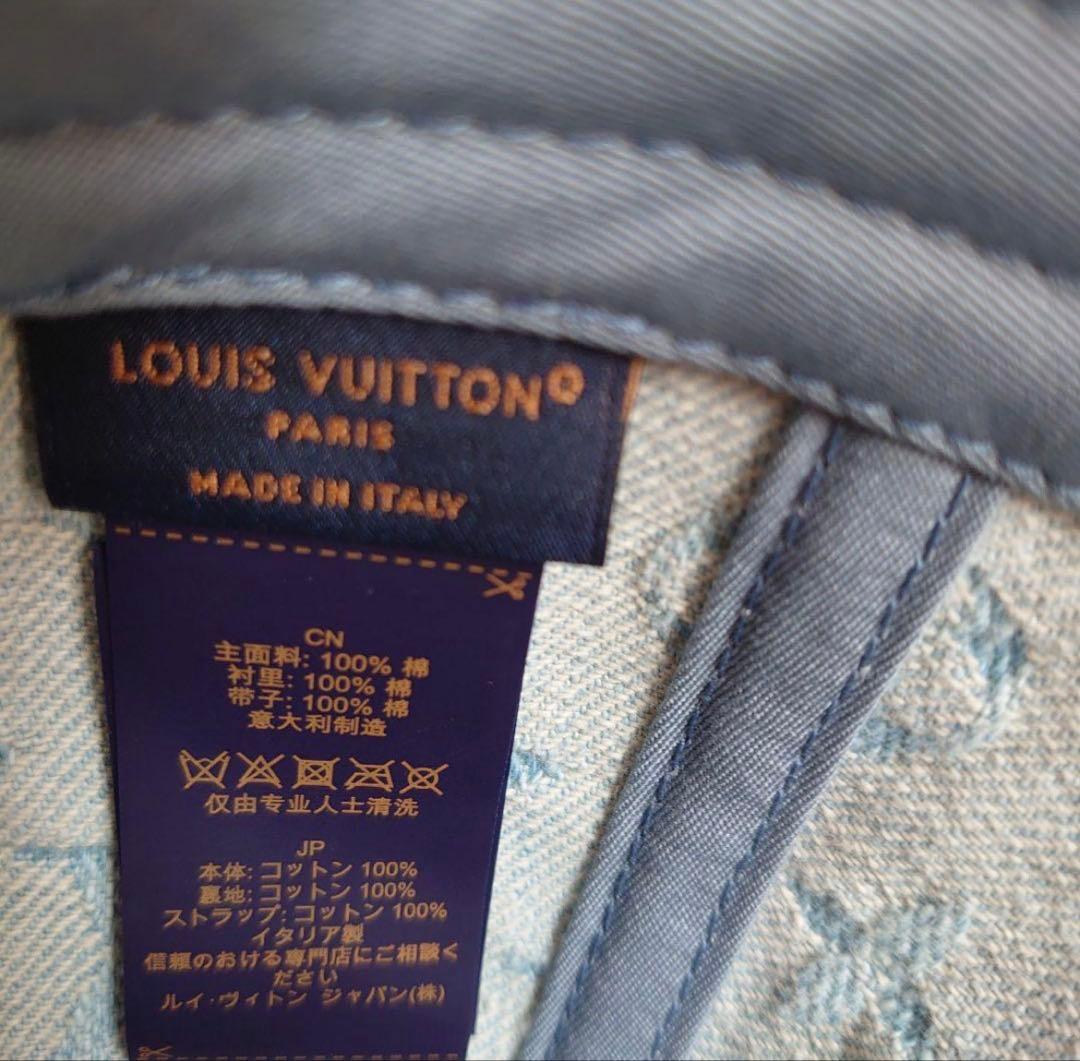 LOUIS VUITTON®
PARIS
MADE IN ITALY
CN
主面料: 100% 棉
衬里: 100% 棉
带子: 100% 棉
意大利制造
仅由专业人士清洗
JP
本体: コットン 100%
裏地: コットン 100%
ストラップ: コットン 100%
イタリア製
信頼のおける専門店にご相談く
ださい
ルイ·ヴィトン ジャパン(株)